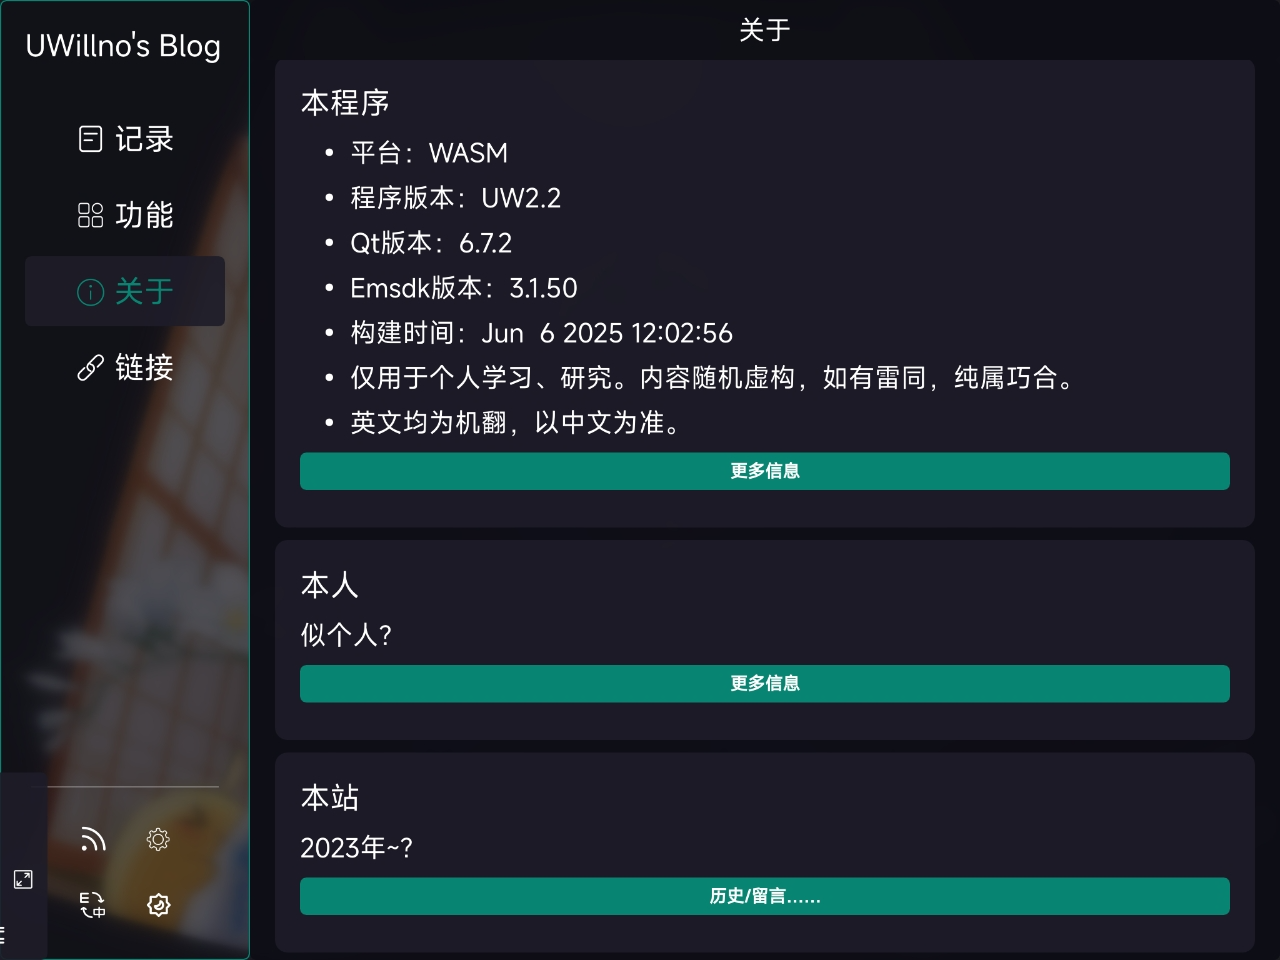 UWillno's Blog
记录
功能
关于
链接
关于
本程序
平台：WASM
程序版本：UW2.2
Qt版本：6.7.2
Emsdk版本：3.1.50
构建时间：Jun  6 2025 12:02:56
仅用于个人学习、研究。内容随机虚构，如有雷同，纯属巧合。
英文均为机翻，以中文为准。
更多信息
本人
似个人？
更多信息
本站
2023年~？
历史/留言......
E中